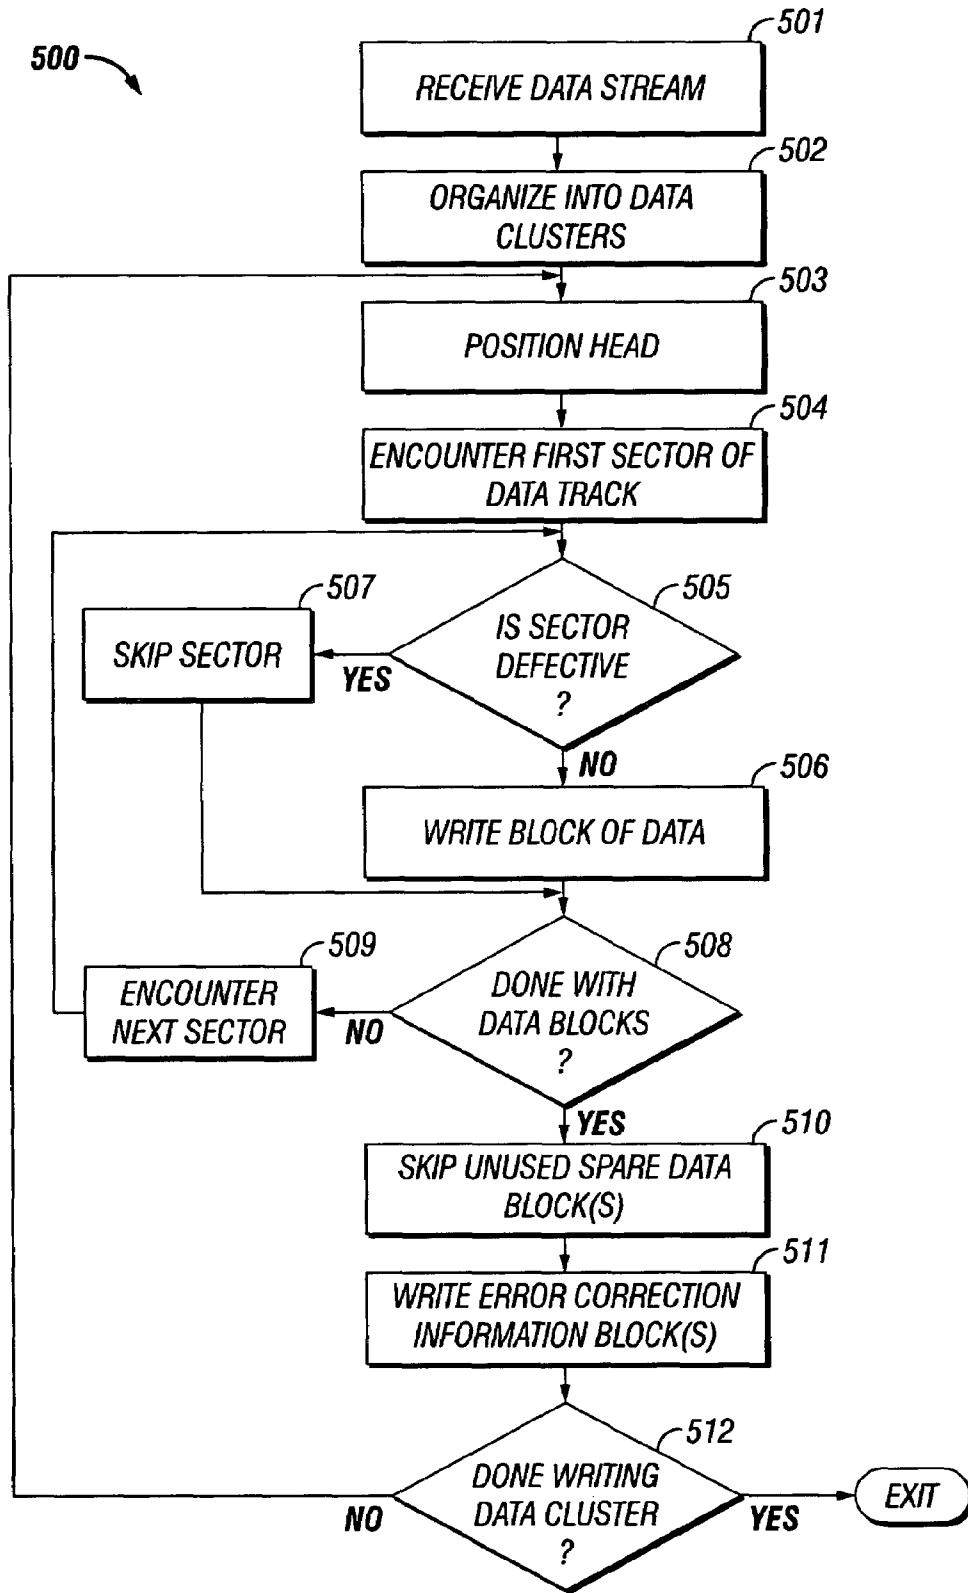 500
501
RECEIVE DATA STREAM
502
ORGANIZE INTO DATA
CLUSTERS
503
POSITION HEAD
504
ENCOUNTER FIRST SECTOR OF
DATA TRACK
505
IS SECTOR
DEFECTIVE
?
YES
507
SKIP SECTOR
NO
506
WRITE BLOCK OF DATA
508
DONE WITH
DATA BLOCKS
?
NO
509
ENCOUNTER
NEXT SECTOR
YES
510
SKIP UNUSED SPARE DATA
BLOCK(S)
511
WRITE ERROR CORRECTION
INFORMATION BLOCK(S)
512
DONE WRITING
DATA CLUSTER
?
NO
YES
EXIT